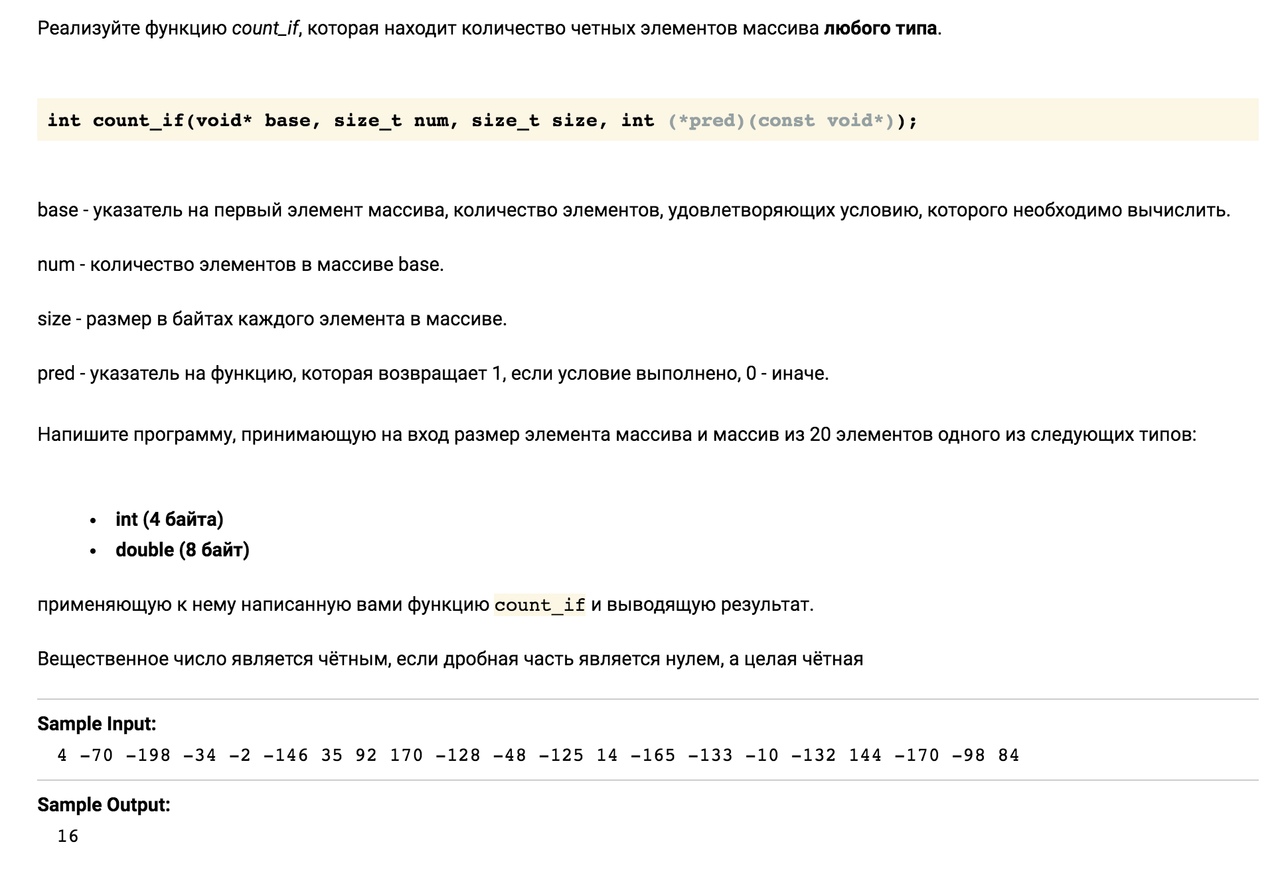 Реализуйте функцию count_if, которая находит количество четных элементов массива любого типа.
int count_if(void* base, size_t num, size_t size, int (*pred)(const void*));
base - указатель на первый элемент массива, количество элементов, удовлетворяющих условию, которого необходимо вычислить.
num - количество элементов в массиве base.
size - размер в байтах каждого элемента в массиве.
pred - указатель на функцию, которая возвращает 1, если условие выполнено, 0 - иначе.
Напишите программу, принимающую на вход размер элемента массива и массив из 20 элементов одного из следующих типов:
• int (4 байта)
• double (8 байт)
применяющую к нему написанную вами функцию count_if и выводящую результат.
Вещественное число является чётным, если дробная часть является нулем, а целая чётная
Sample Input:
4 -70 -198 -34 -2 -146 35 92 170 -128 -48 -125 14 -165 -133 -10 -132 144 -170 -98 84
Sample Output:
16